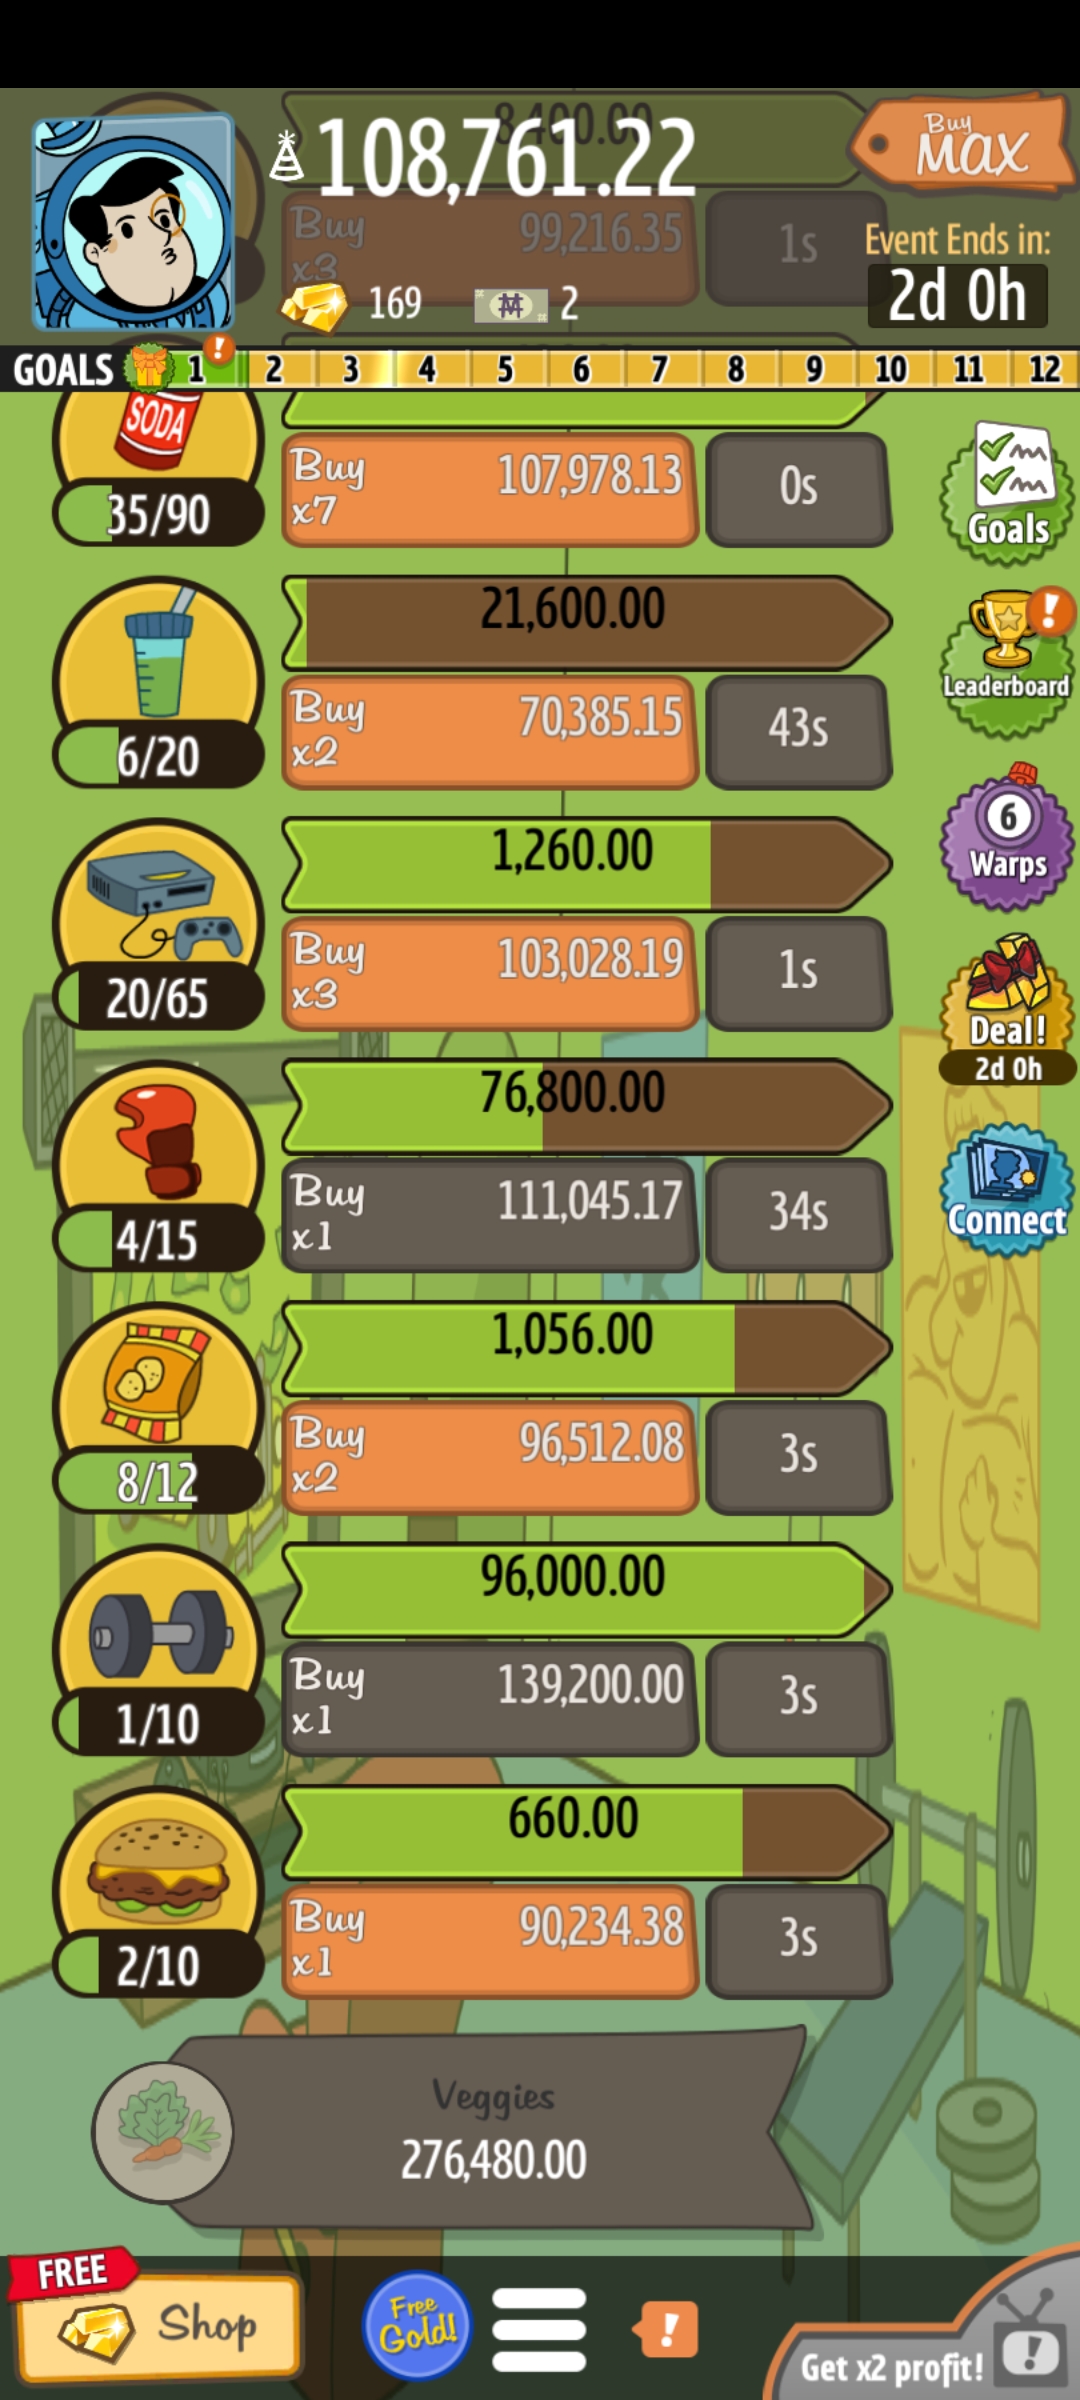 8,400.00
108,761.22
Buy
MAX
Buy
x3
99,216.35
1s
169
2
Event Ends in:
2d 0h
GOALS 1 ! 2 3 4 5 6 7 8 9 10 11 12
SODA
35/90
Buy
x7
107,978.13
0s
Goals
21,600.00
6/20
Buy
x2
70,385.15
43s
!
Leaderboard
1,260.00
20/65
Buy
x3
103,028.19
1s
6
Warps
76,800.00
4/15
Buy
x1
111,045.17
34s
Deal!
2d 0h
Connect
1,056.00
8/12
Buy
x2
96,512.08
3s
96,000.00
1/10
Buy
x1
139,200.00
3s
660.00
2/10
Buy
x1
90,234.38
3s
Veggies
276,480.00
FREE
Shop
Free
Gold!
!
Get x2 profit!
!